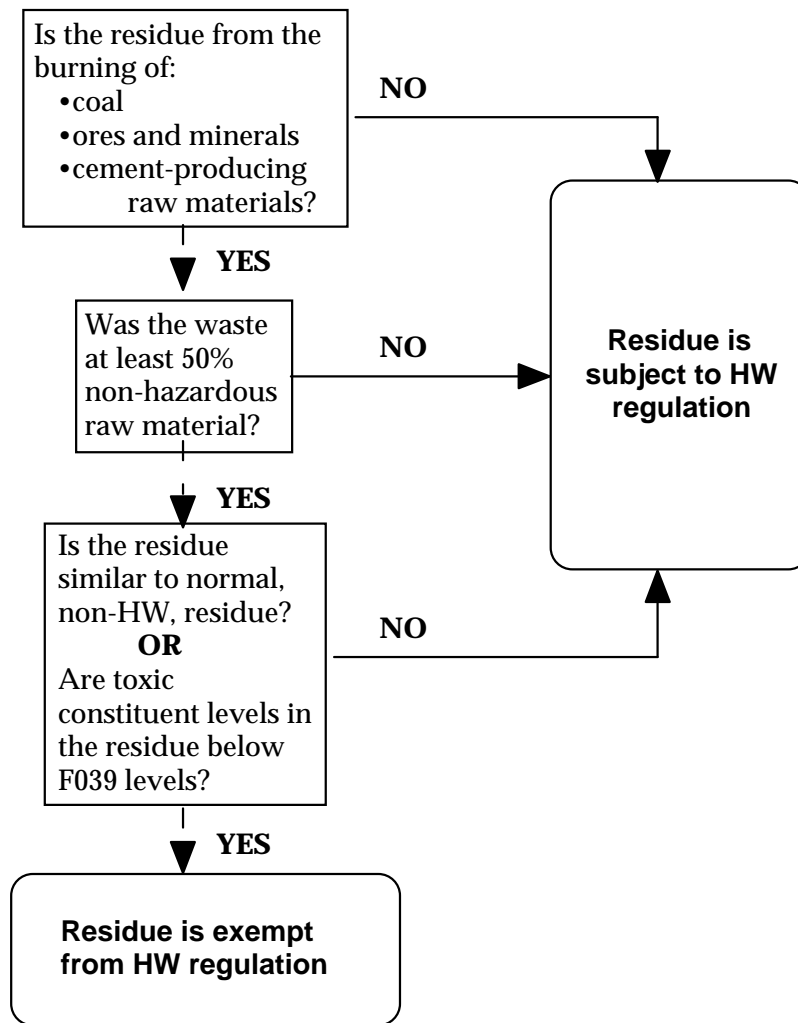 Is the residue from the
burning of:
•coal
•ores and minerals
•cement-producing
raw materials?
NO
YES
Was the waste
at least 50%
non-hazardous
raw material?
NO
Residue is
subject to HW
regulation
YES
Is the residue
similar to normal,
non-HW, residue?
OR
Are toxic
constituent levels in
the residue below
F039 levels?
NO
YES
Residue is exempt
from HW regulation